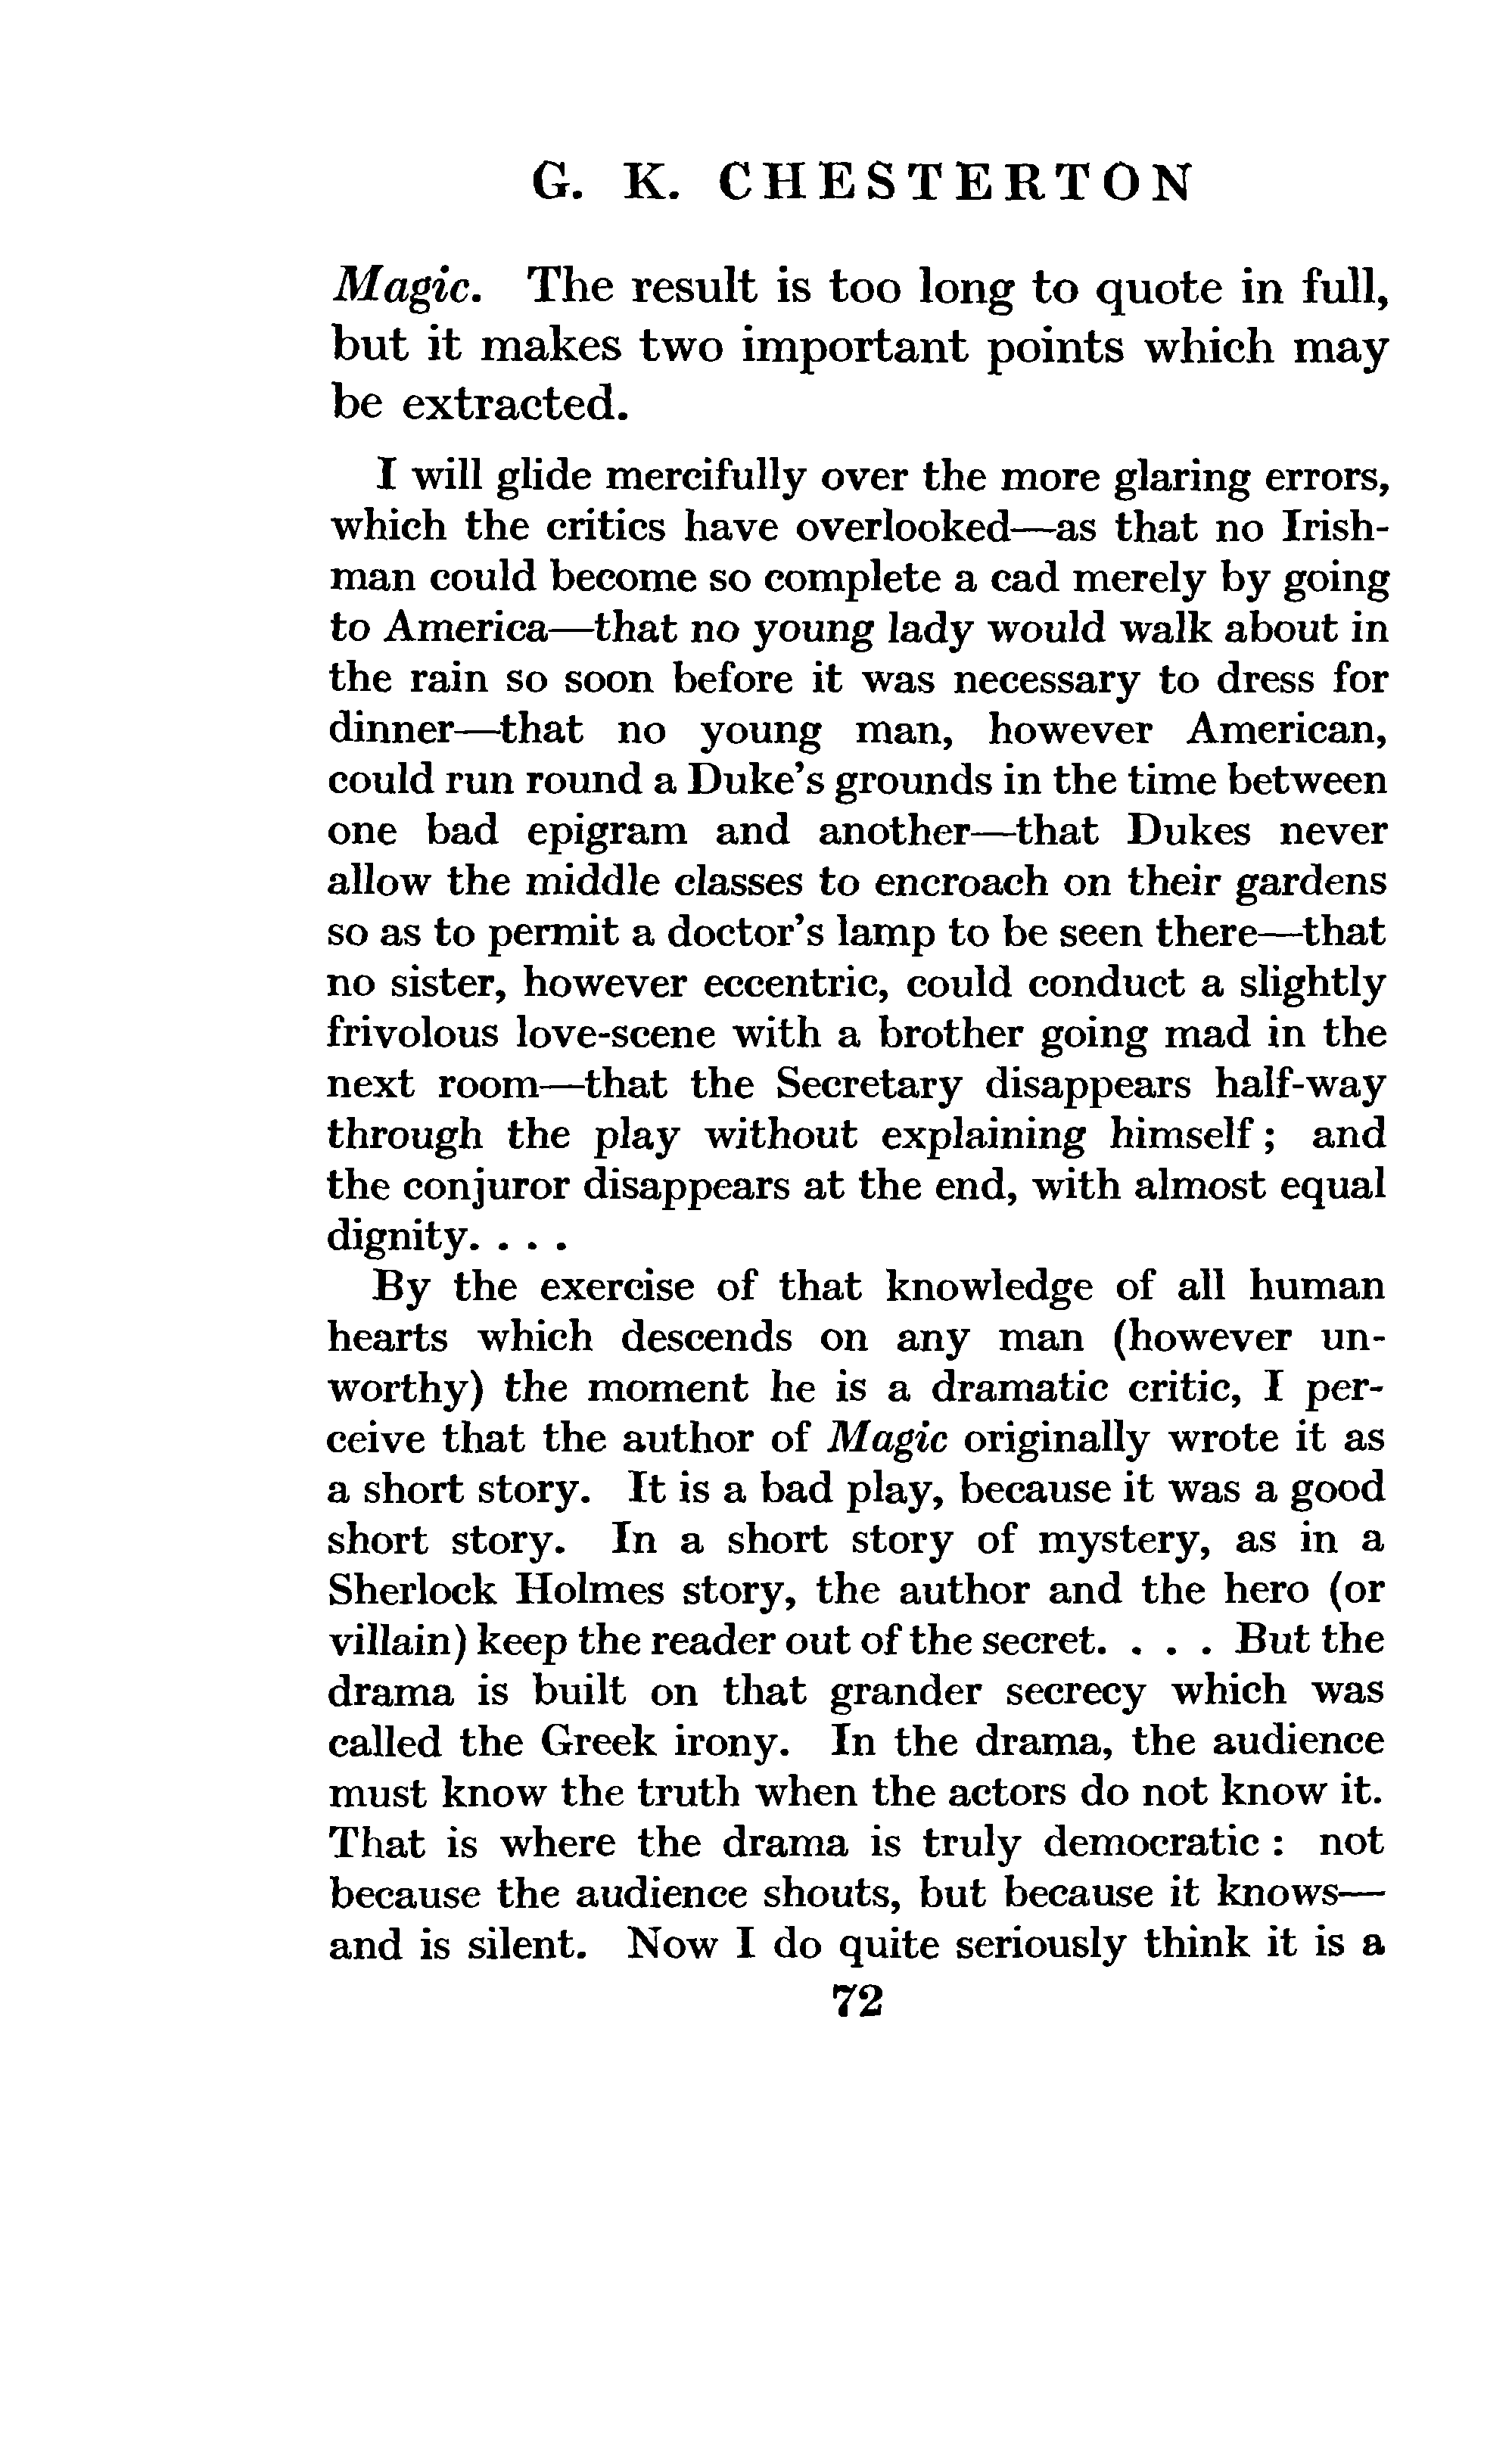 G. K. CHESTERTON
Magic. The result is too long to quote in full,
but it makes two important points which may
be extracted.
I will glide mercifully over the more glaring errors,
which the critics have overlooked—as that no Irish-
man could become so complete a cad merely by going
to America—that no young lady would walk about in
the rain so soon before it was necessary to dress for
dinner—that no young man, however American,
could run round a Duke's grounds in the time between
one bad epigram and another—that Dukes never
allow the middle classes to encroach on their gardens
so as to permit a doctor's lamp to be seen there—that
no sister, however eccentric, could conduct a slightly
frivolous love-scene with a brother going mad in the
next room—that the Secretary disappears half-way
through the play without explaining himself; and
the conjuror disappears at the end, with almost equal
dignity. . . .
By the exercise of that knowledge of all human
hearts which descends on any man (however un-
worthy) the moment he is a dramatic critic, I per-
ceive that the author of Magic originally wrote it as
a short story. It is a bad play, because it was a good
short story. In a short story of mystery, as in a
Sherlock Holmes story, the author and the hero (or
villain) keep the reader out of the secret. . . . But the
drama is built on that grander secrecy which was
called the Greek irony. In the drama, the audience
must know the truth when the actors do not know it.
That is where the drama is truly democratic: not
because the audience shouts, but because it knows—
and is silent. Now I do quite seriously think it is a
72